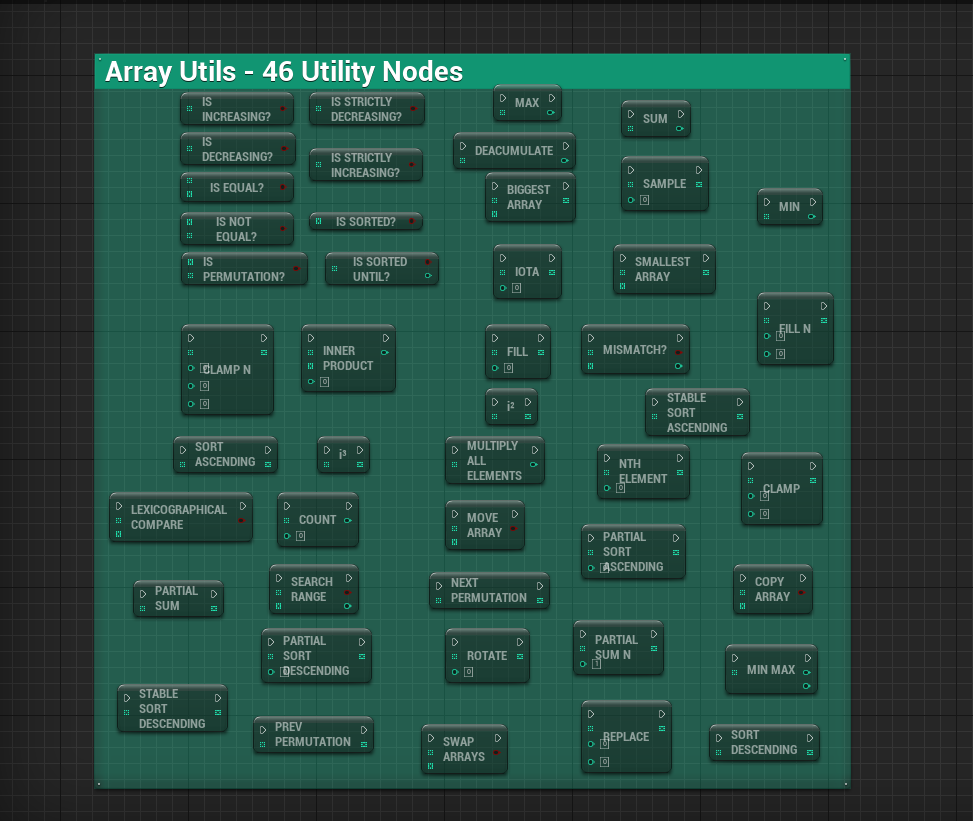 Array Utils - 46 Utility Nodes
IS
INCREASING?
IS STRICTLY
DECREASING?
MAX
SUM
IS
DECREASING?
IS STRICTLY
INCREASING?
DEACUMULATE
SAMPLE
0
IS EQUAL?
BIGGEST
ARRAY
MIN
IS NOT
EQUAL?
IS SORTED?
IS
PERMUTATION?
IS SORTED
UNTIL?
IOTA
0
SMALLEST
ARRAY
FILL N
0
0
CLAMP N
0
0
0
INNER
PRODUCT
0
FILL
0
MISMATCH?
i²
STABLE
SORT
ASCENDING
SORT
ASCENDING
i³
MULTIPLY
ALL
ELEMENTS
NTH
ELEMENT
0
CLAMP
0
0
LEXICOGRAPHICAL
COMPARE
COUNT
0
MOVE
ARRAY
PARTIAL
SORT
ASCENDING
PARTIAL
SUM
SEARCH
RANGE
NEXT
PERMUTATION
COPY
ARRAY
PARTIAL
SORT
DESCENDING
ROTATE
0
PARTIAL
SUM N
1
MIN MAX
STABLE
SORT
DESCENDING
PREV
PERMUTATION
SWAP
ARRAYS
REPLACE
0
0
SORT
DESCENDING